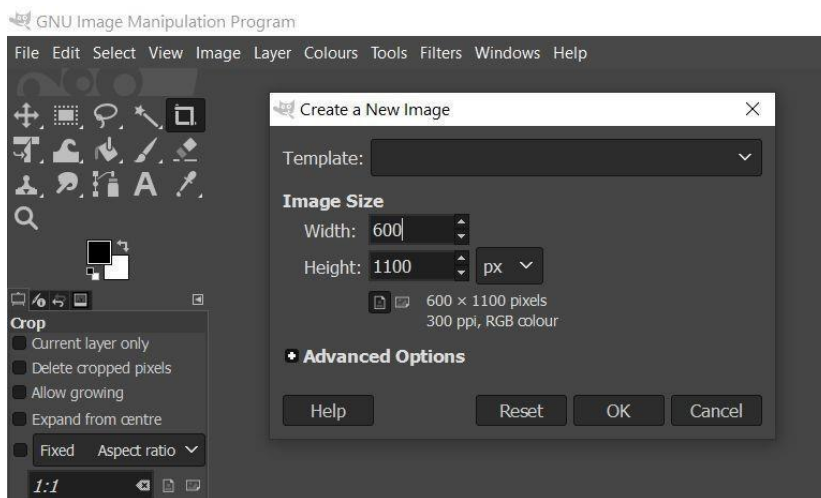 GNU Image Manipulation Program
File Edit Select View Image Layer Colours Tools Filters Windows Help
Create a New Image
Template:
Image Size
Width: 600
Height: 1100 px
600 × 1100 pixels
300 ppi, RGB colour
Advanced Options
Help Reset OK Cancel
Crop
Current layer only
Delete cropped pixels
Allow growing
Expand from centre
Fixed Aspect ratio
1:1